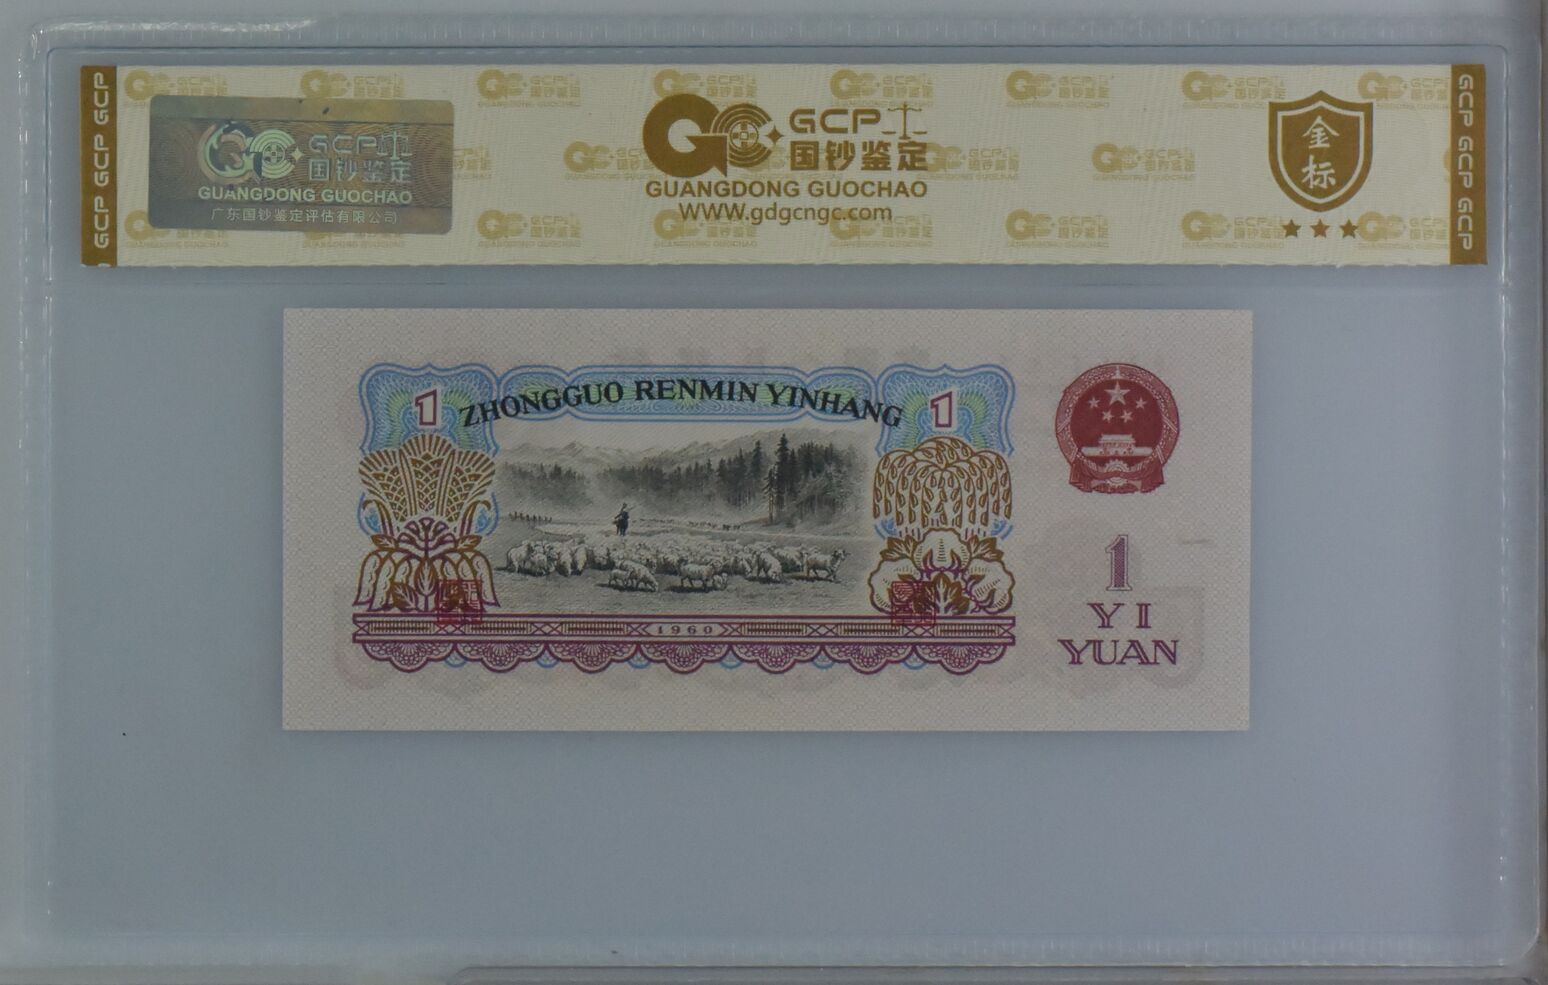 GCP GCP GCP
GCP
国钞鉴定
GUANGDONG GUOCHAO
广东国钞鉴定评估有限公司
GCP
国钞鉴定
GUANGDONG GUOCHAO
WWW.gdgcngc.com
金标
GCP GCP GCP
ZHONGGUO RENMIN YINHANG
1
1
1960
1
YI
YUAN